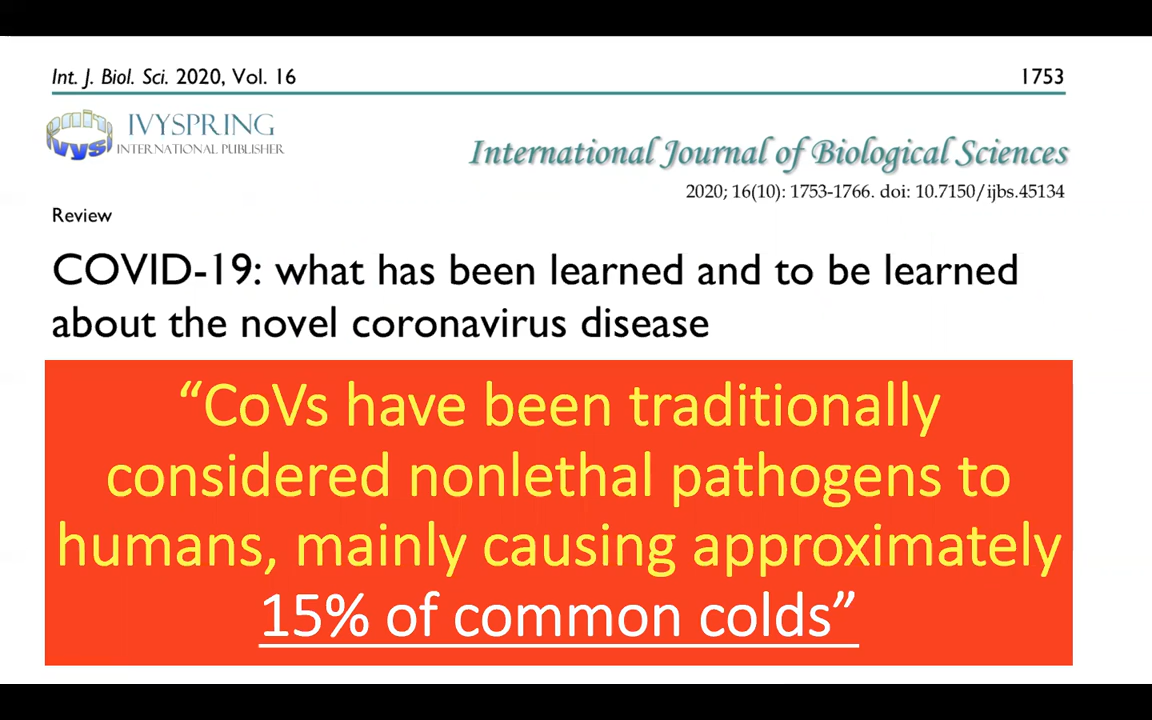 Int. J. Biol. Sci. 2020, Vol. 16 1753
IVYSPRING
INTERNATIONAL PUBLISHER
International Journal of Biological Sciences
2020; 16(10): 1753-1766. doi: 10.7150/ijbs.45134
Review
COVID-19: what has been learned and to be learned
about the novel coronavirus disease
“CoVs have been traditionally
considered nonlethal pathogens to
humans, mainly causing approximately
15% of common colds”